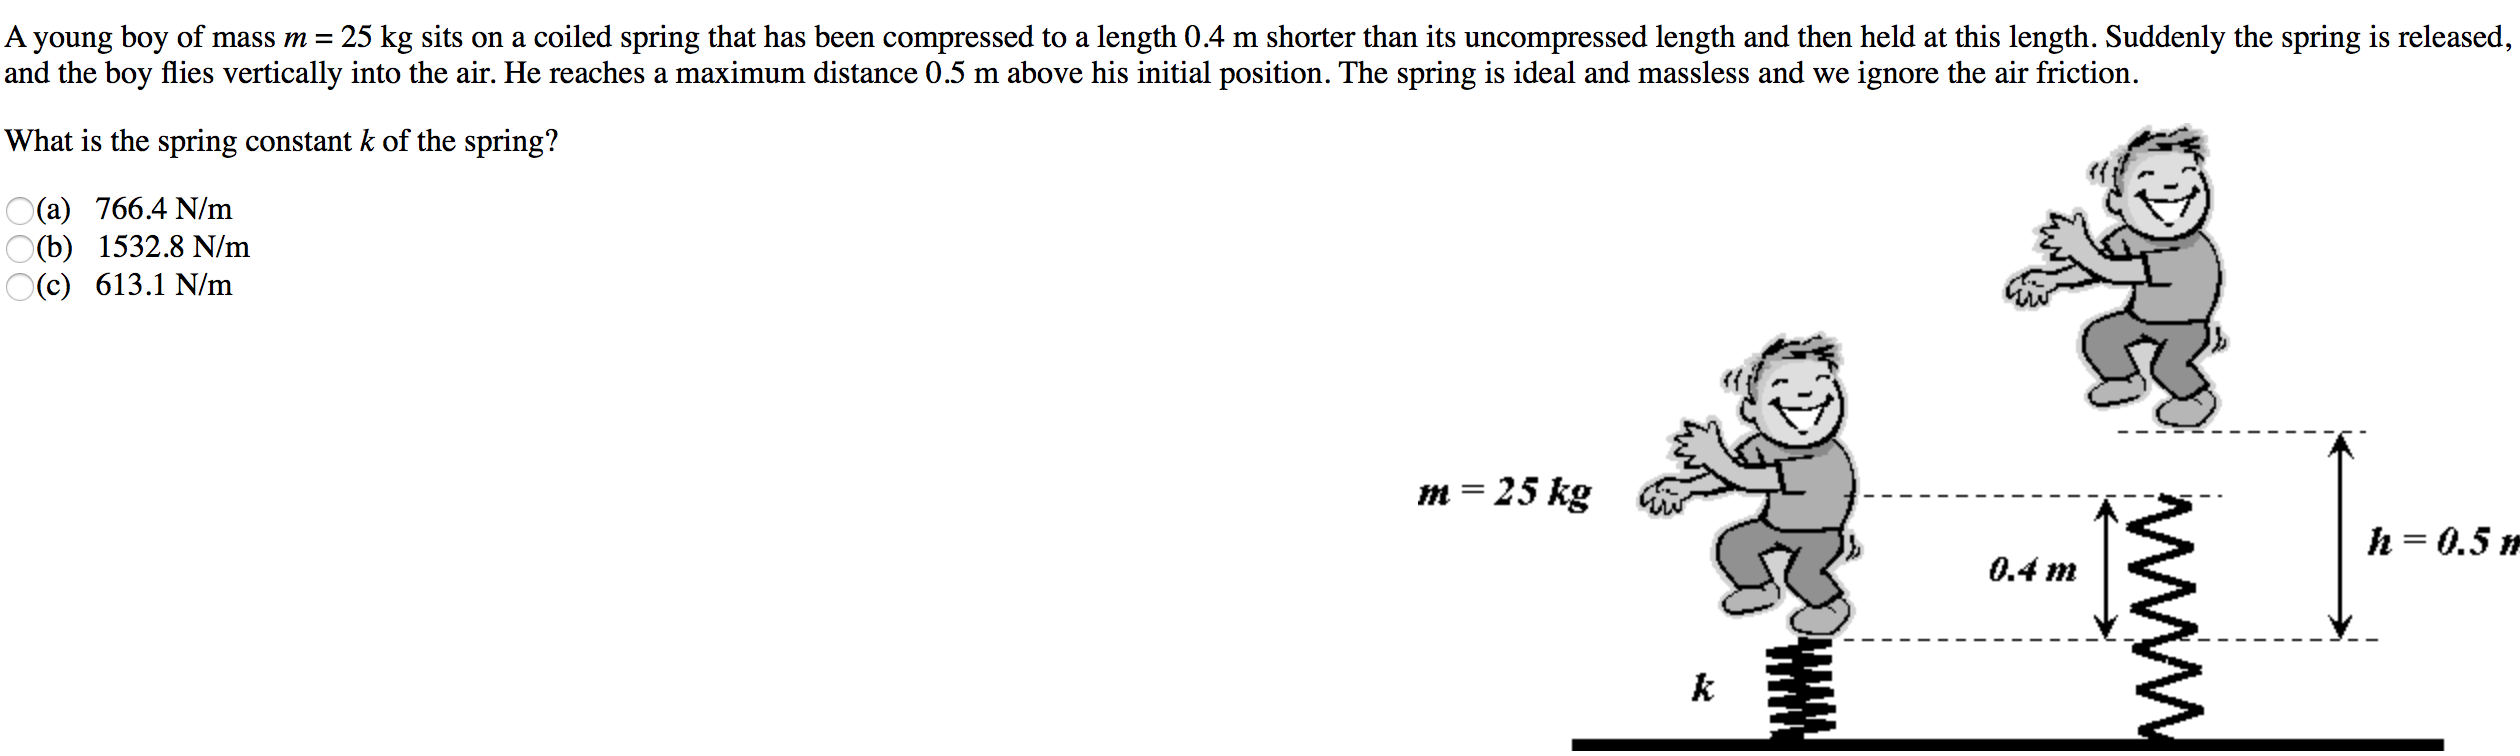 A young boy of mass m = 25 kg sits on a coiled spring that has been compressed to a length 0.4 m shorter than its uncompressed length and then held at this length. Suddenly the spring is released,
and the boy flies vertically into the air. He reaches a maximum distance 0.5 m above his initial position. The spring is ideal and massless and we ignore the air friction.
What is the spring constant k of the spring?
(a) 766.4 N/m
(b) 1532.8 N/m
(c) 613.1 N/m
m = 25 kg
h = 0.5
0.4 m
k